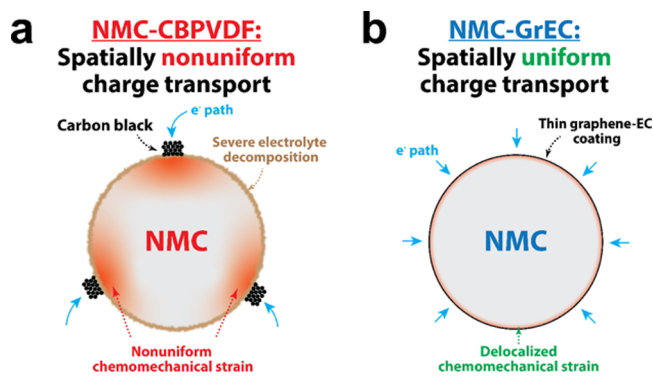 a
NMC-CBPVDF:
Spatially nonuniform
charge transport
e- path
Carbon black
Severe electrolyte
decomposition
NMC
Nonuniform
chemomechanical strain
b
NMC-GrEC:
Spatially uniform
charge transport
Thin graphene-EC
coating
e- path
NMC
Delocalized
chemomechanical strain